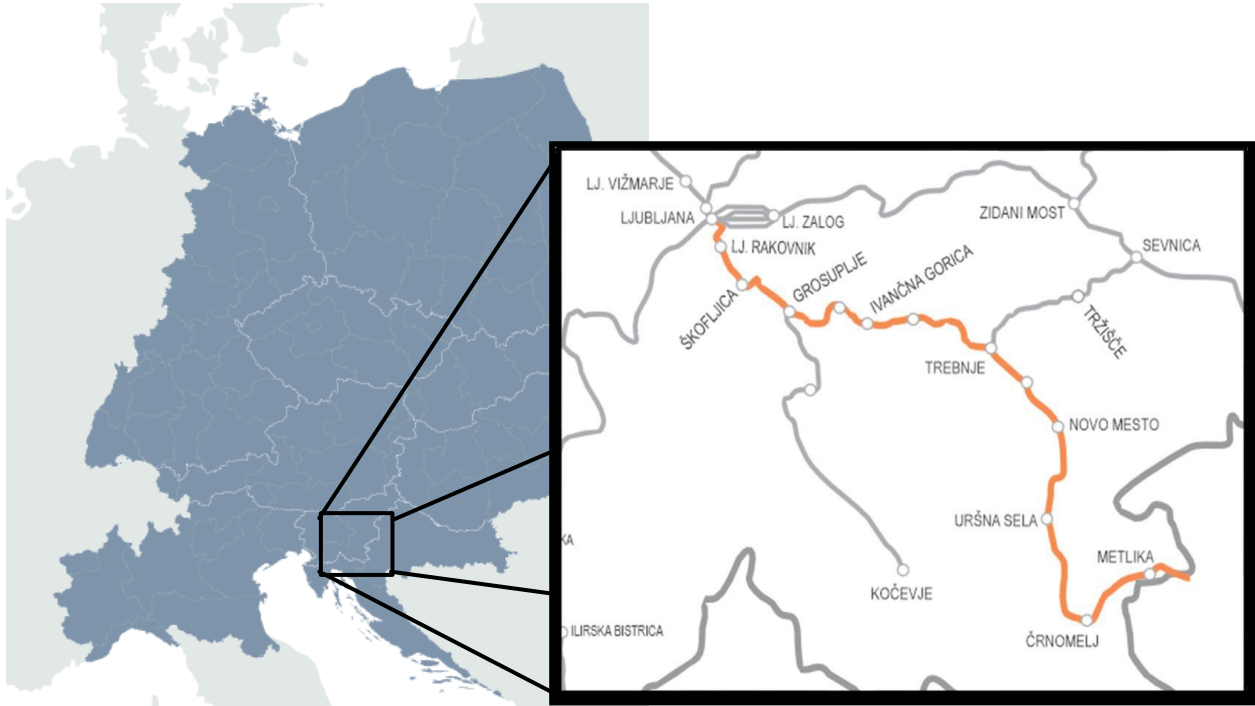 LJ. VIŽMARJE
LJUBLJANA
LJ. ZALOG
ZIDANI MOST
LJ. RAKOVNIK
SEVNICA
GROSUPLJE
IVANČNA GORICA
ŠKOFLJICA
TRŽIŠČE
TREBNJE
NOVO MESTO
URŠNA SELA
KA
METLIKA
KOČEVJE
ILIRSKA BISTRICA
ČRNOMELJ